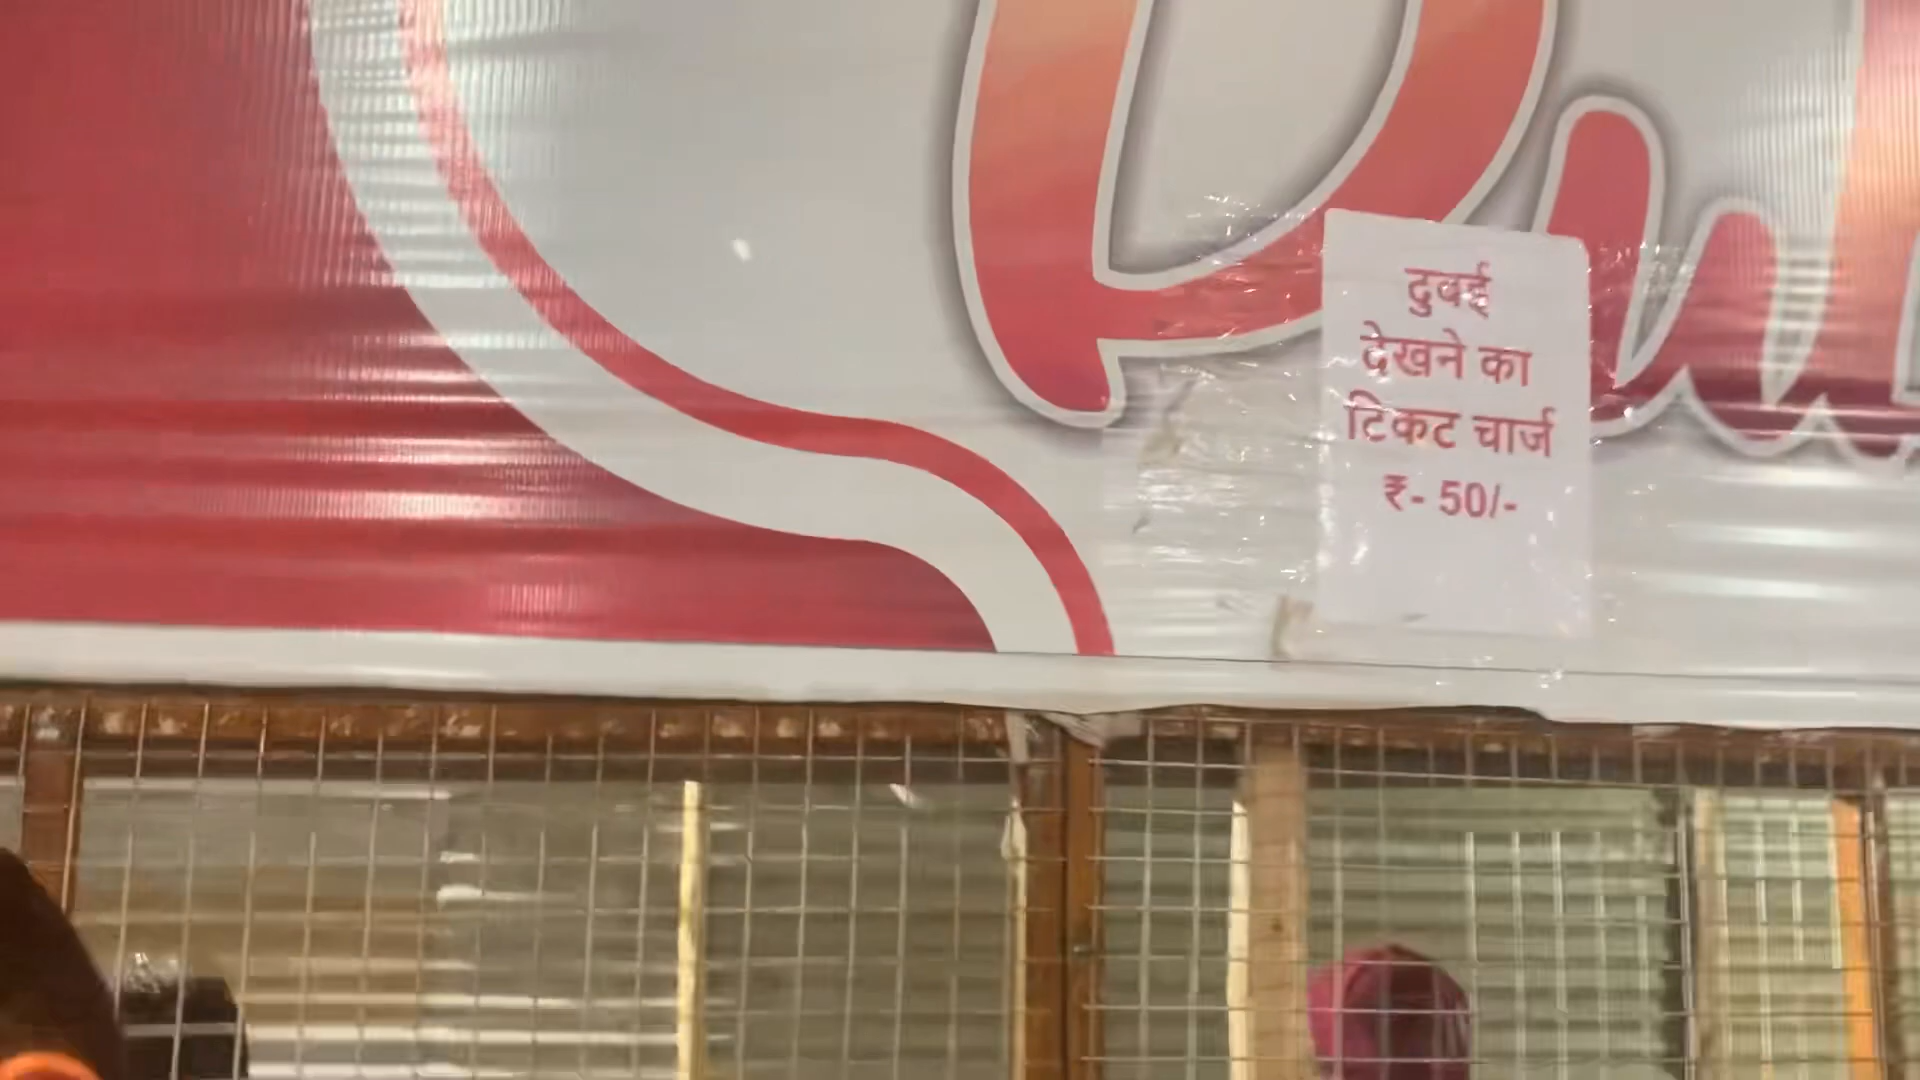 दुबई
देखने का
टिकट चार्ज
₹- 50/-